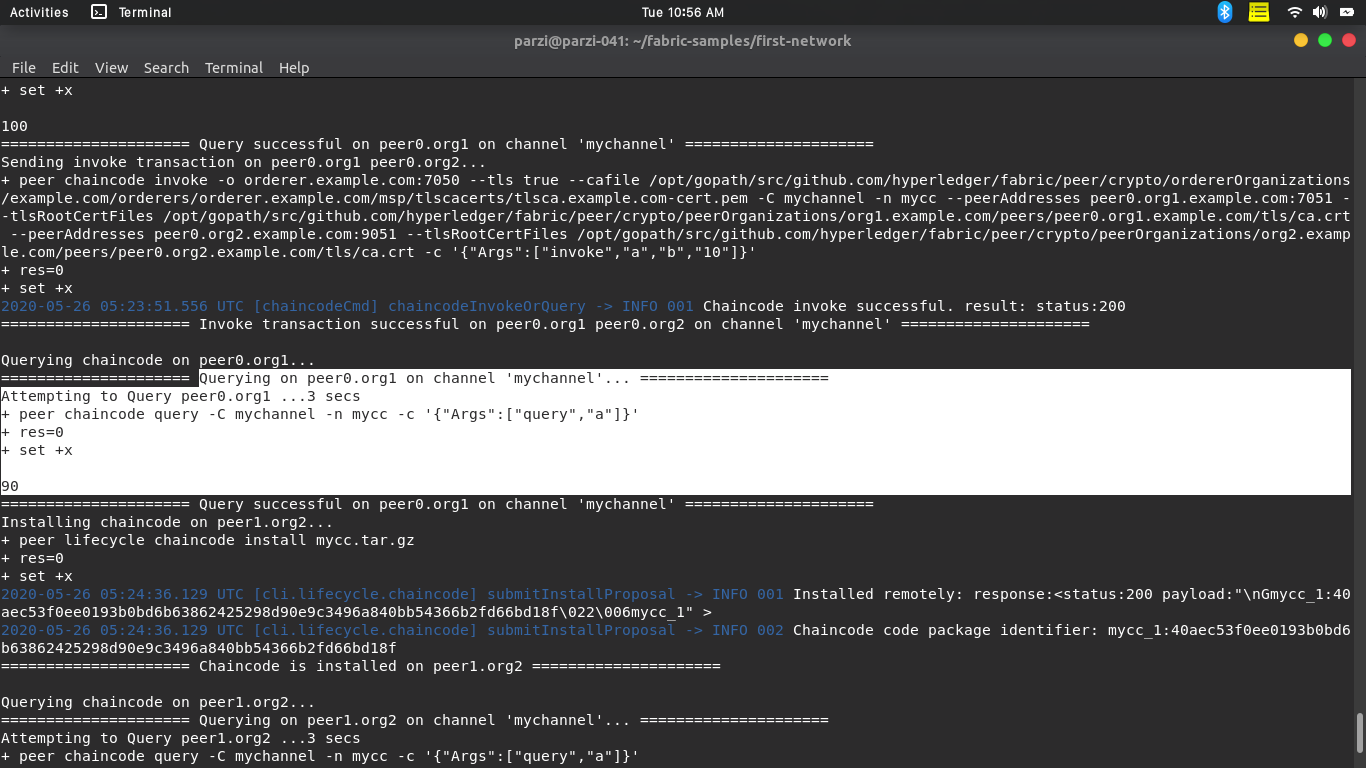 Activities Terminal Tue 10:56 AM
parzi@parzi-041: ~/fabric-samples/first-network
File Edit View Search Terminal Help
+ set +x
100
===================== Query successful on peer0.org1 on channel 'mychannel' =====================
Sending invoke transaction on peer0.org1 peer0.org2...
+ peer chaincode invoke -o orderer.example.com:7050 --tls true --cafile /opt/gopath/src/github.com/hyperledger/fabric/peer/crypto/ordererOrganizations
/example.com/orderers/orderer.example.com/msp/tlscacerts/tlsca.example.com-cert.pem -C mychannel -n mycc --peerAddresses peer0.org1.example.com:7051 -
-tlsRootCertFiles /opt/gopath/src/github.com/hyperledger/fabric/peer/crypto/peerOrganizations/org1.example.com/peers/peer0.org1.example.com/tls/ca.crt
--peerAddresses peer0.org2.example.com:9051 --tlsRootCertFiles /opt/gopath/src/github.com/hyperledger/fabric/peer/crypto/peerOrganizations/org2.examp
le.com/peers/peer0.org2.example.com/tls/ca.crt -c '{"Args":["invoke","a","b","10"]}'
+ res=0
+ set +x
2020-05-26 05:23:51.556 UTC [chaincodeCmd] chaincodeInvokeOrQuery -> INFO 001 Chaincode invoke successful. result: status:200
===================== Invoke transaction successful on peer0.org1 peer0.org2 on channel 'mychannel' =====================
Querying chaincode on peer0.org1...
===================== Querying on peer0.org1 on channel 'mychannel'... =====================
Attempting to Query peer0.org1 ...3 secs
+ peer chaincode query -C mychannel -n mycc -c '{"Args":["query","a"]}'
+ res=0
+ set +x
90
===================== Query successful on peer0.org1 on channel 'mychannel' =====================
Installing chaincode on peer1.org2...
+ peer lifecycle chaincode install mycc.tar.gz
+ res=0
+ set +x
2020-05-26 05:24:36.129 UTC [cli.lifecycle.chaincode] submitInstallProposal -> INFO 001 Installed remotely: response:<status:200 payload:"\nGmycc_1:40
aec53f0ee0193b0bd6b63862425298d90e9c3496a840bb54366b2fd66bd18f\022\006mycc_1" >
2020-05-26 05:24:36.129 UTC [cli.lifecycle.chaincode] submitInstallProposal -> INFO 002 Chaincode code package identifier: mycc_1:40aec53f0ee0193b0bd6
b63862425298d90e9c3496a840bb54366b2fd66bd18f
===================== Chaincode is installed on peer1.org2 =====================
Querying chaincode on peer1.org2...
===================== Querying on peer1.org2 on channel 'mychannel'... =====================
Attempting to Query peer1.org2 ...3 secs
+ peer chaincode query -C mychannel -n mycc -c '{"Args":["query","a"]}'